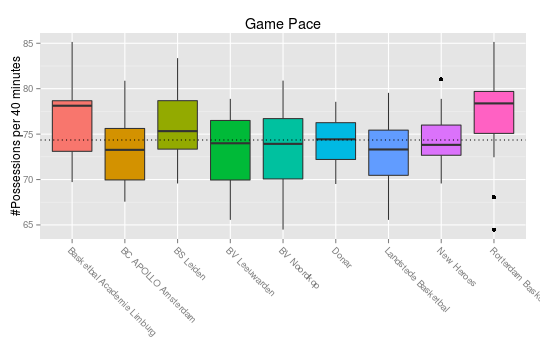 Game Pace
#Possessions per 40 minutes
85
80
75
70
65
Basketbal Academie Limburg
BC APOLLO Amsterdam
BS Leiden
BV Leeuwarden
BV Noordkop
Donar
Landstede Basketbal
New Heroes
Rotterdam